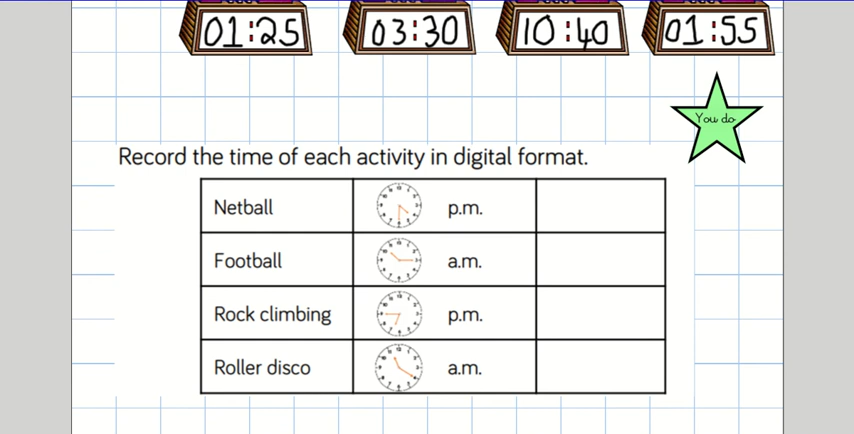 01:25 03:30 10:40 01:55
You do
Record the time of each activity in digital format.
Netball p.m.
Football a.m.
Rock climbing p.m.
Roller disco a.m.